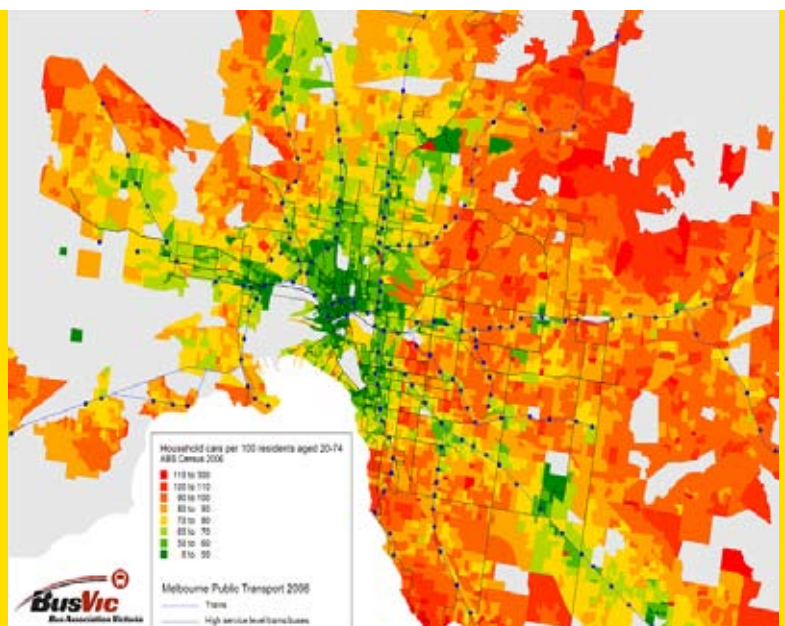 Household cars per 100 residents aged 20-74
ABS Census 2006
110 to 300
100 to 110
90 to 100
80 to 90
70 to 80
60 to 70
50 to 60
0 to 50
Melbourne Public Transport 2006
Trains
High service level trams/buses
BusVic
Bus Association Victoria